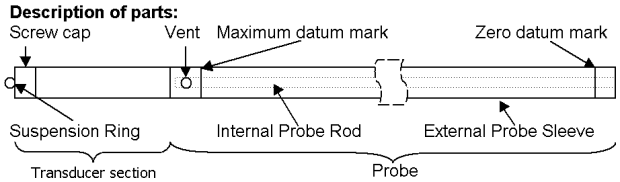 Description of parts:
Screw cap Vent Maximum datum mark Zero datum mark
Suspension Ring Internal Probe Rod External Probe Sleeve
Transducer section Probe